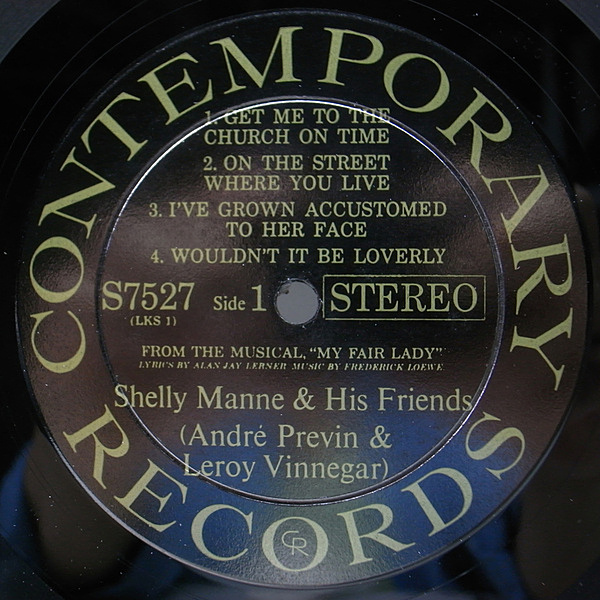 CONTEMPORARY
1. GET ME TO THE
CHURCH ON TIME
2. ON THE STREET
WHERE YOU LIVE
3. I'VE GROWN ACCUSTOMED
TO HER FACE
4. WOULDN'T IT BE LOVERLY
S7527 Side 1 STEREO
(LKS 1)
FROM THE MUSICAL, "MY FAIR LADY"
LYRICS BY ALAN JAY LERNER MUSIC BY FREDERICK LOEWE
Shelly Manne & His Friends
(André Previn &
Leroy Vinnegar)
RECORDS
CR